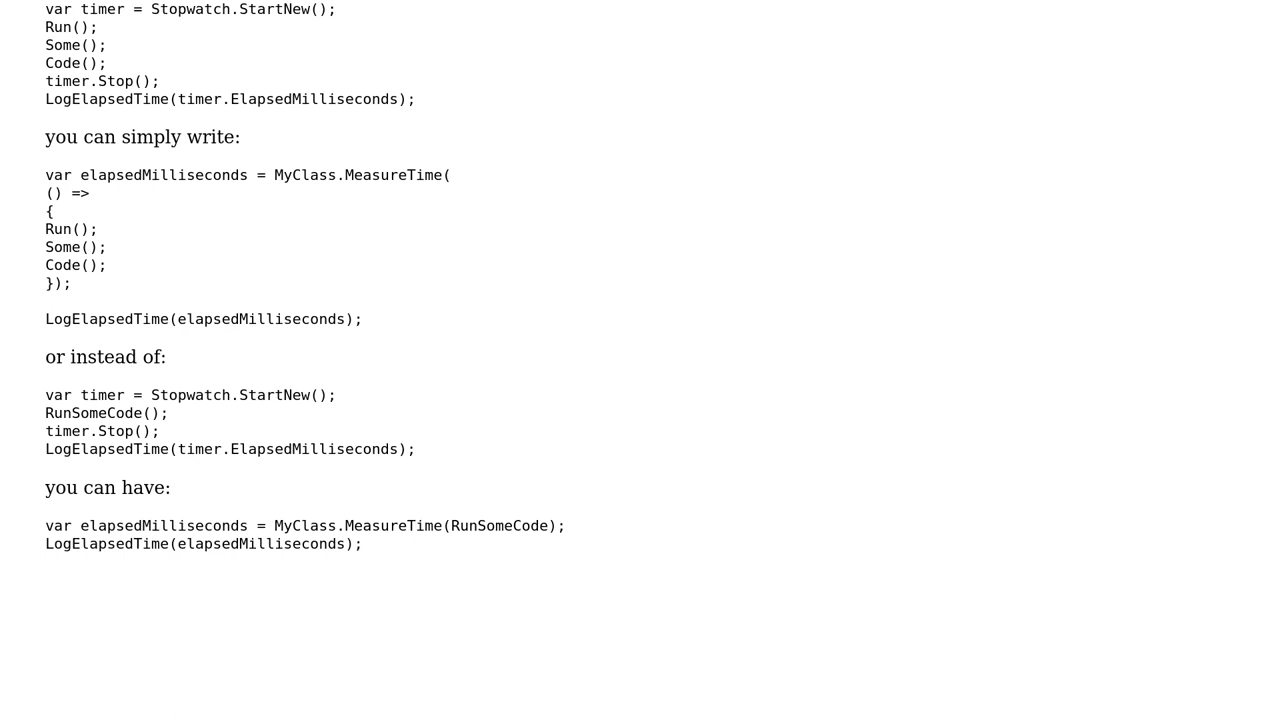 var timer = Stopwatch.StartNew();
Run();
Some();
Code();
timer.Stop();
LogElapsedTime(timer.ElapsedMilliseconds);
you can simply write:
var elapsedMilliseconds = MyClass.MeasureTime(
() =>
{
Run();
Some();
Code();
});
LogElapsedTime(elapsedMilliseconds);
or instead of:
var timer = Stopwatch.StartNew();
RunSomeCode();
timer.Stop();
LogElapsedTime(timer.ElapsedMilliseconds);
you can have:
var elapsedMilliseconds = MyClass.MeasureTime(RunSomeCode);
LogElapsedTime(elapsedMilliseconds);